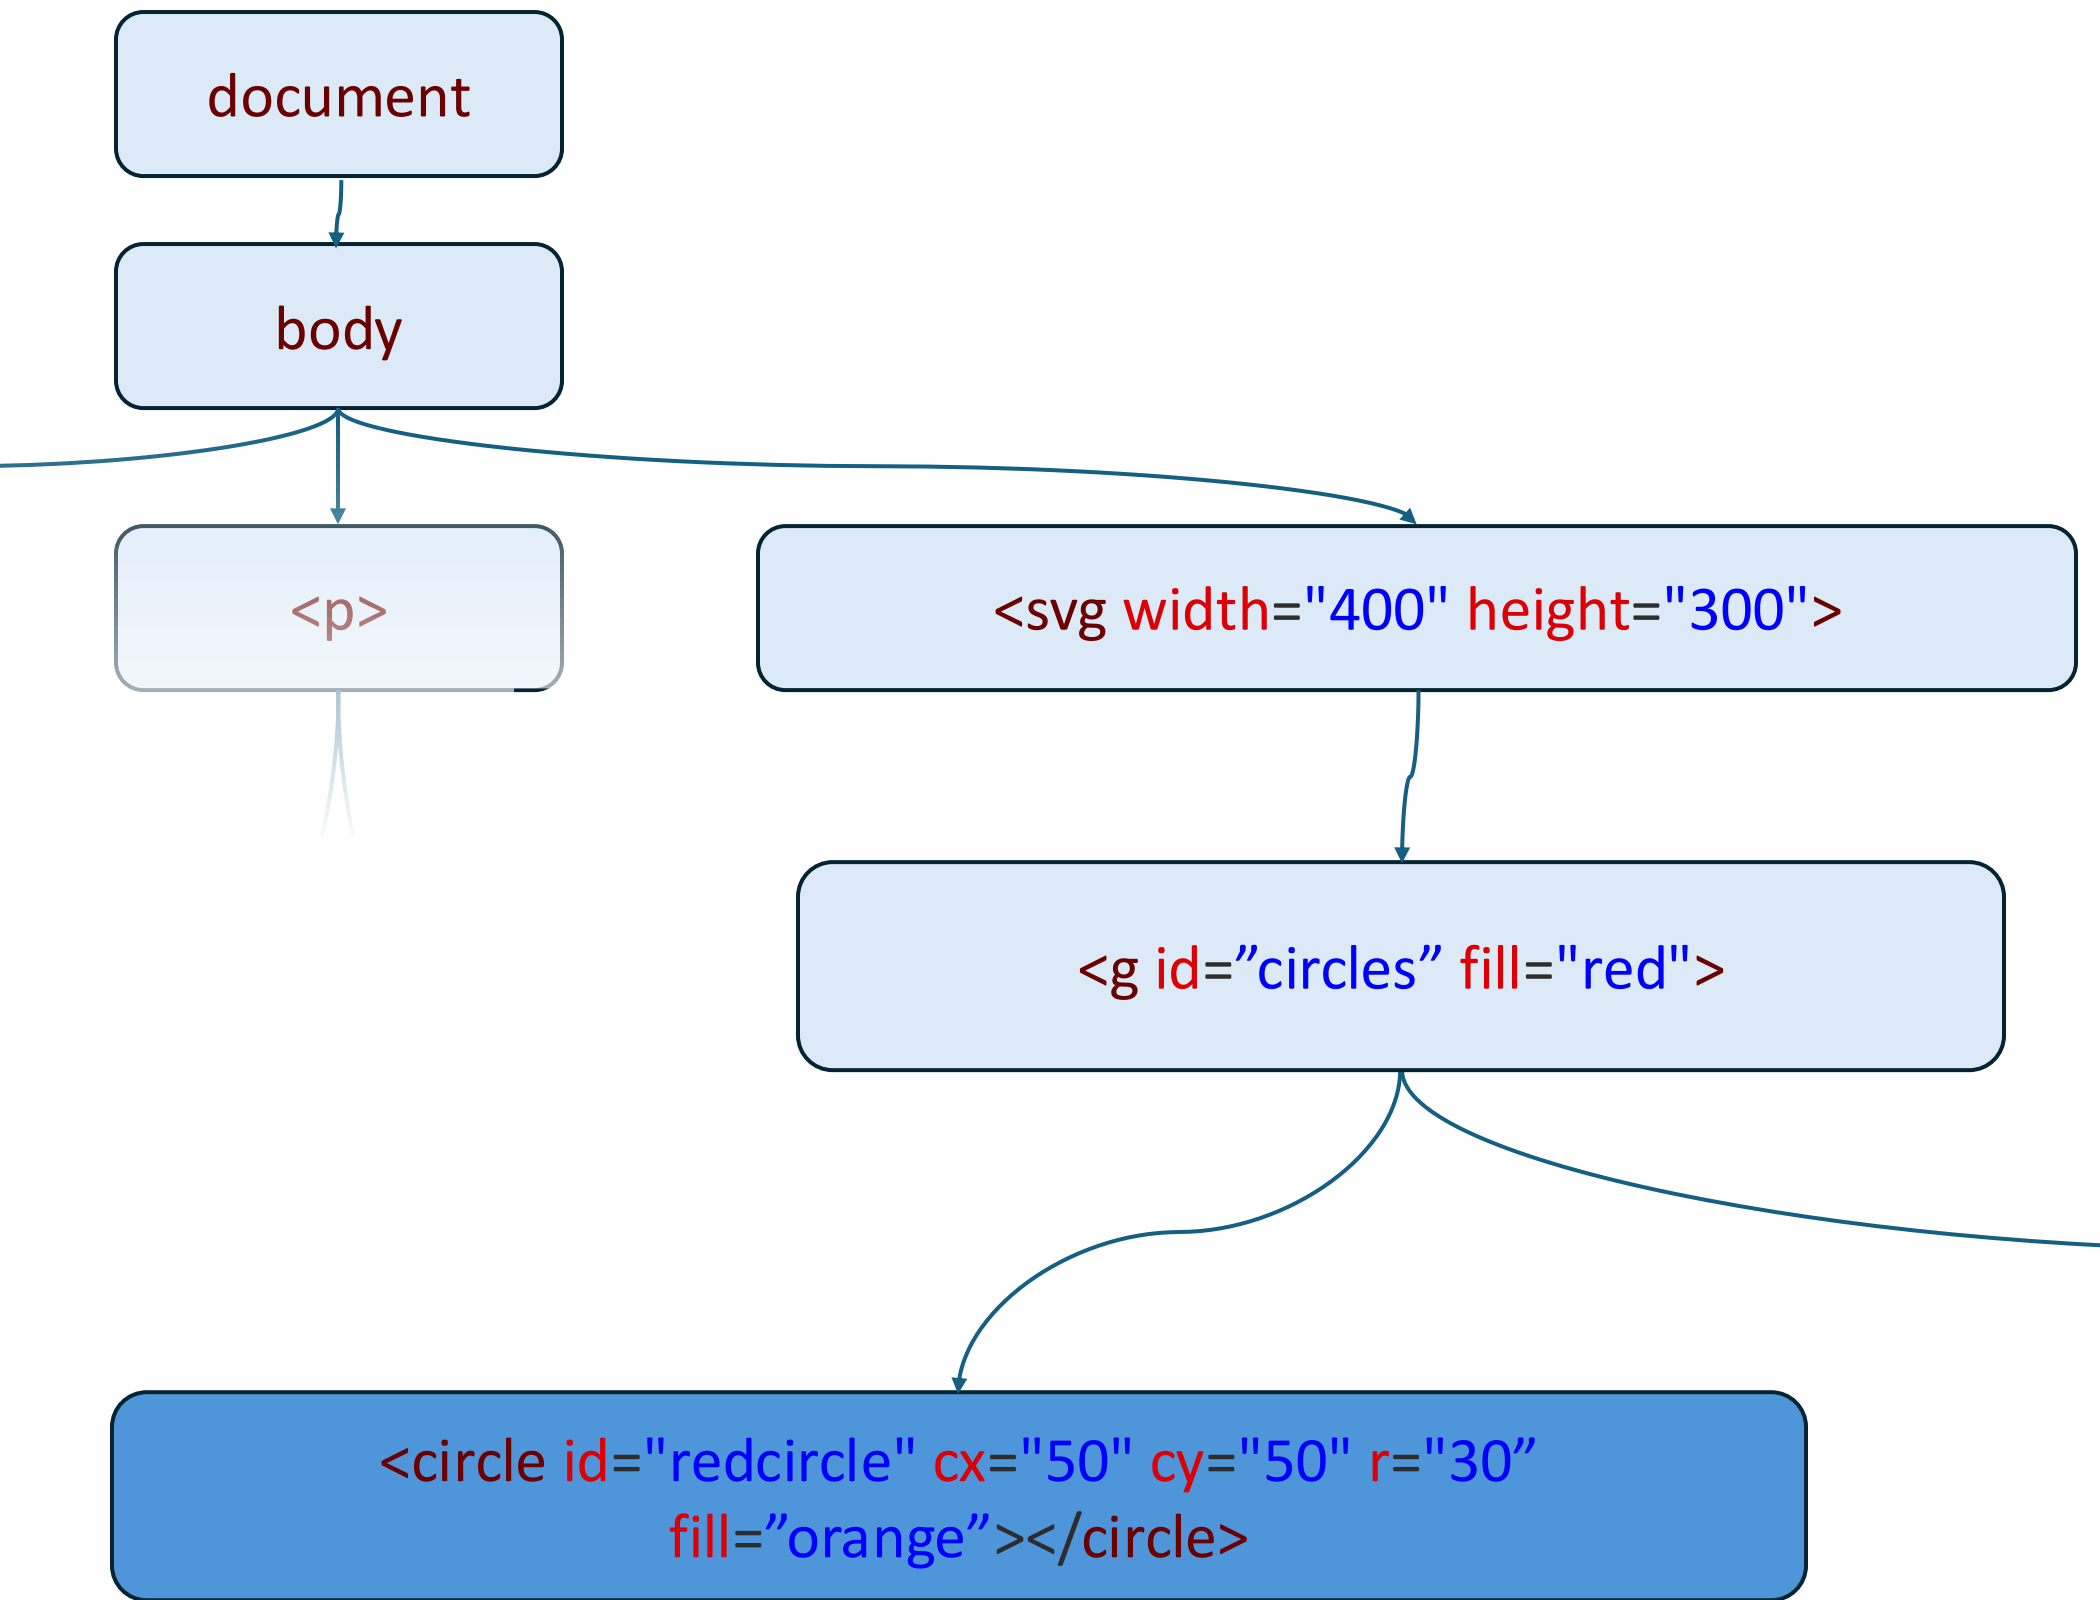 document
body
<p>
<svg width="400" height="300">
<g id=”circles” fill="red">
<circle id="redcircle" cx="50" cy="50" r="30”
fill=”orange”></circle>